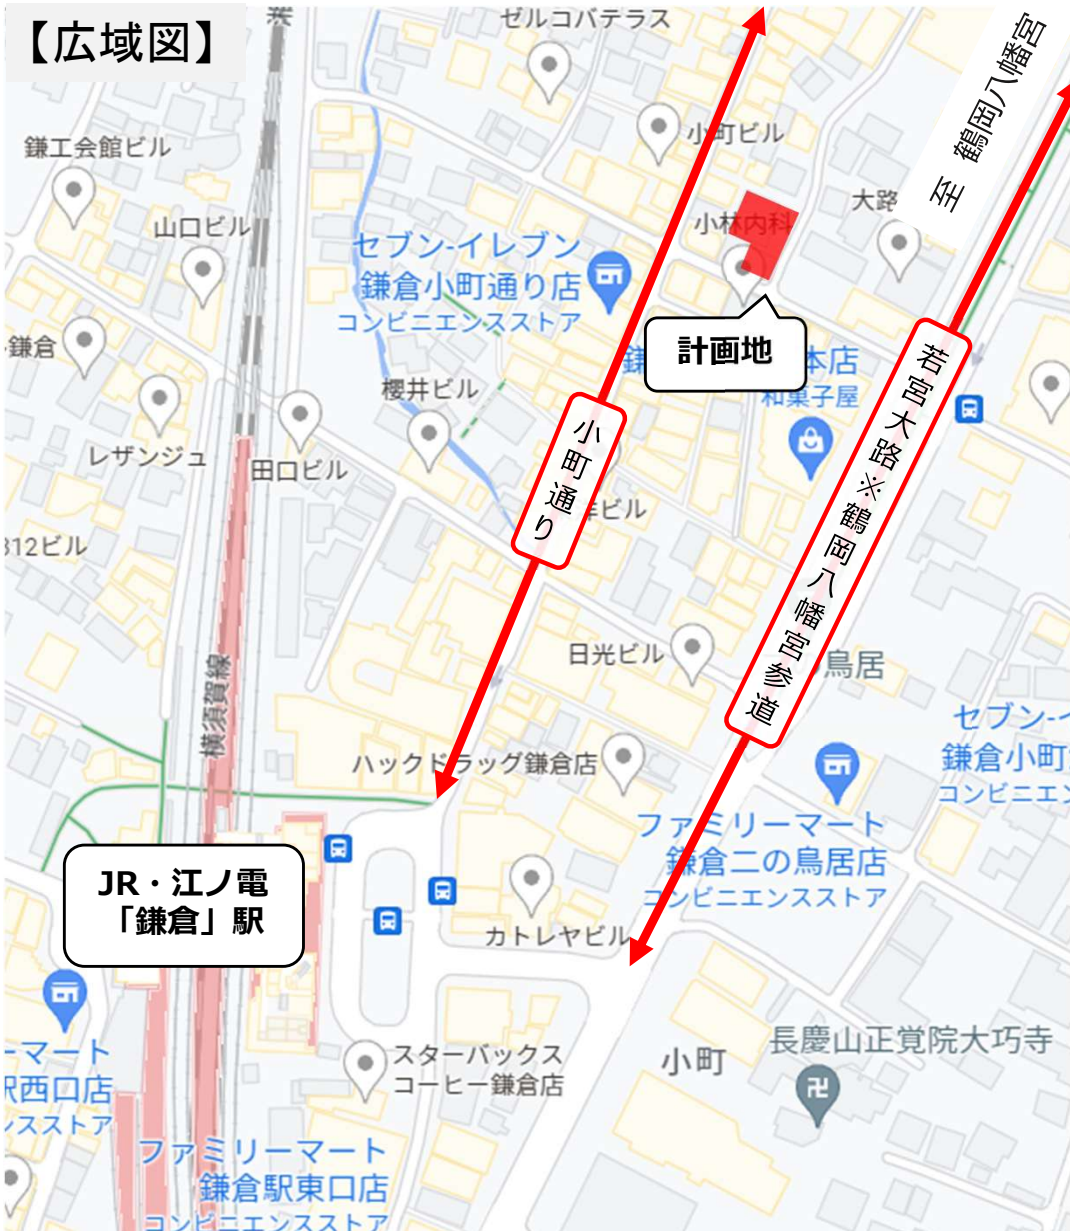 【広域図】
ゼルコバテラス
至 鶴岡八幡宮
鎌工会館ビル
小町ビル
山口ビル
大路
小林内科
セブン-イレブン
鎌倉小町通り店
コンビニエンスストア
計画地
鎌倉
本店
和菓子屋
若宮大路※鶴岡八幡宮参道
櫻井ビル
小町通り
レザンジュ
田口ビル
ビル
312ビル
日光ビル
鳥居
横須賀線
セブン-イ
鎌倉小町
コンビニエン
ハックドラッグ鎌倉店
ファミリーマート
鎌倉二の鳥居店
コンビニエンスストア
JR・江ノ電
「鎌倉」駅
カトレヤビル
長慶山正覚院大巧寺
小町
スターバックス
コーヒー鎌倉店
ーマート
駅西口店
ンスストア
ファミリーマート
鎌倉駅東口店
コンビニエンスストア